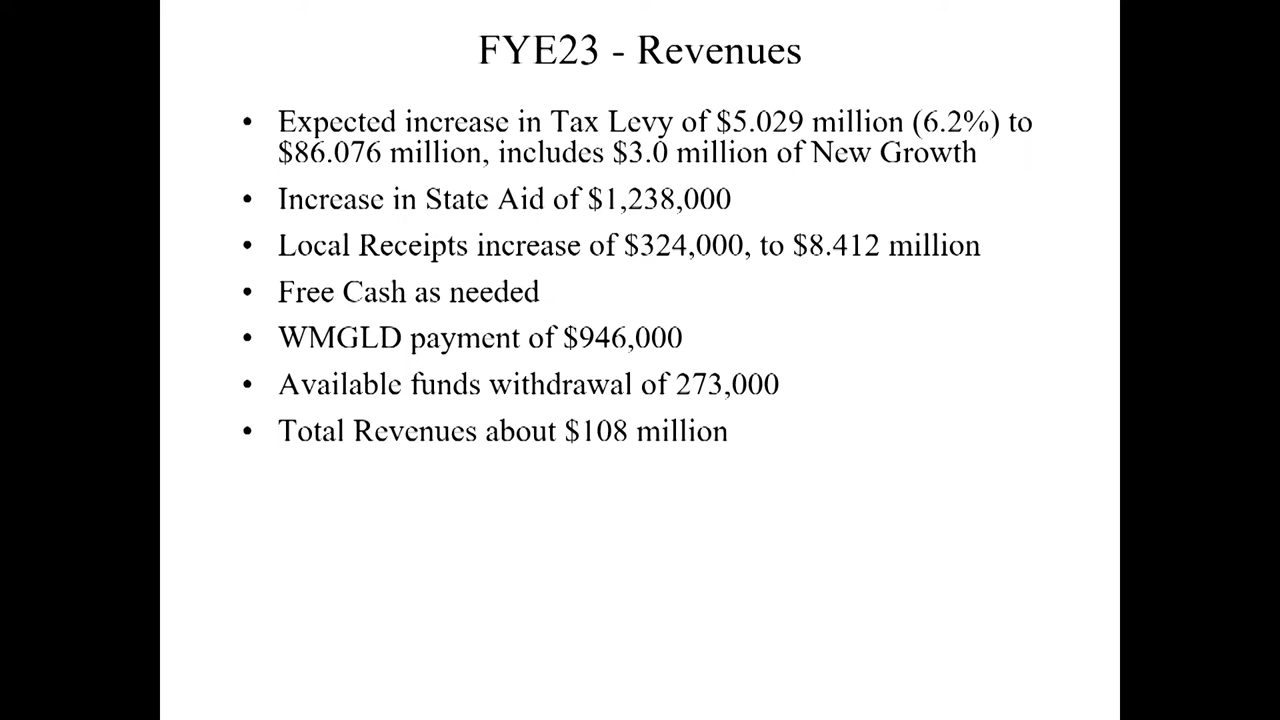 FYE23 - Revenues
• Expected increase in Tax Levy of $5.029 million (6.2%) to
$86.076 million, includes $3.0 million of New Growth
• Increase in State Aid of $1,238,000
• Local Receipts increase of $324,000, to $8.412 million
• Free Cash as needed
• WMGLD payment of $946,000
• Available funds withdrawal of 273,000
• Total Revenues about $108 million